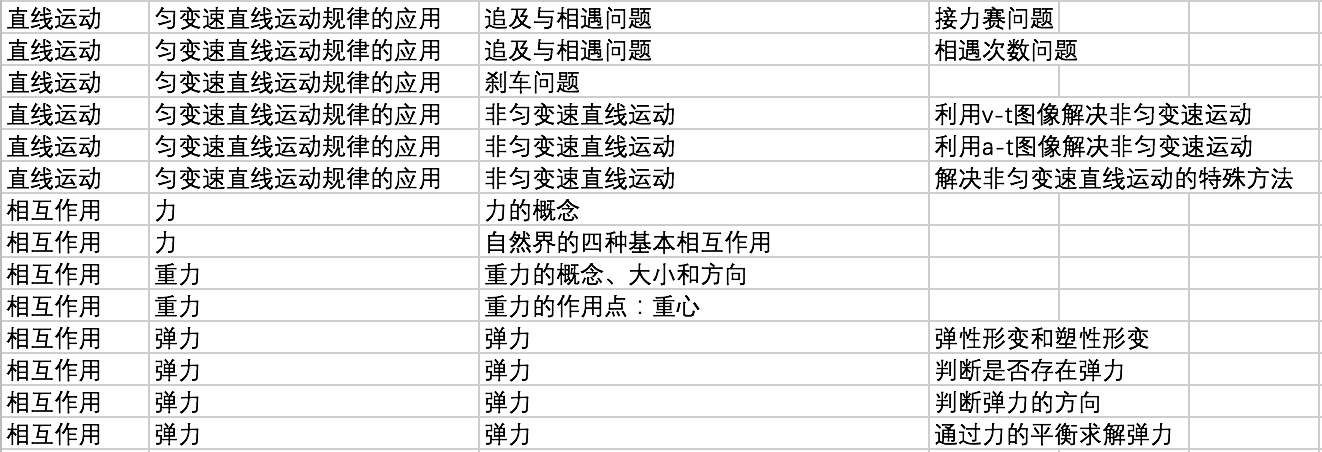 直线运动 匀变速直线运动规律的应用 追及与相遇问题 接力赛问题
直线运动 匀变速直线运动规律的应用 追及与相遇问题 相遇次数问题
直线运动 匀变速直线运动规律的应用 刹车问题
直线运动 匀变速直线运动规律的应用 非匀变速直线运动 利用v-t图像解决非匀变速运动
直线运动 匀变速直线运动规律的应用 非匀变速直线运动 利用a-t图像解决非匀变速运动
直线运动 匀变速直线运动规律的应用 非匀变速直线运动 解决非匀变速直线运动的特殊方法
相互作用 力 力的概念
相互作用 力 自然界的四种基本相互作用
相互作用 重力 重力的概念、大小和方向
相互作用 重力 重力的作用点：重心
相互作用 弹力 弹力 弹性形变和塑性形变
相互作用 弹力 弹力 判断是否存在弹力
相互作用 弹力 弹力 判断弹力的方向
相互作用 弹力 弹力 通过力的平衡求解弹力